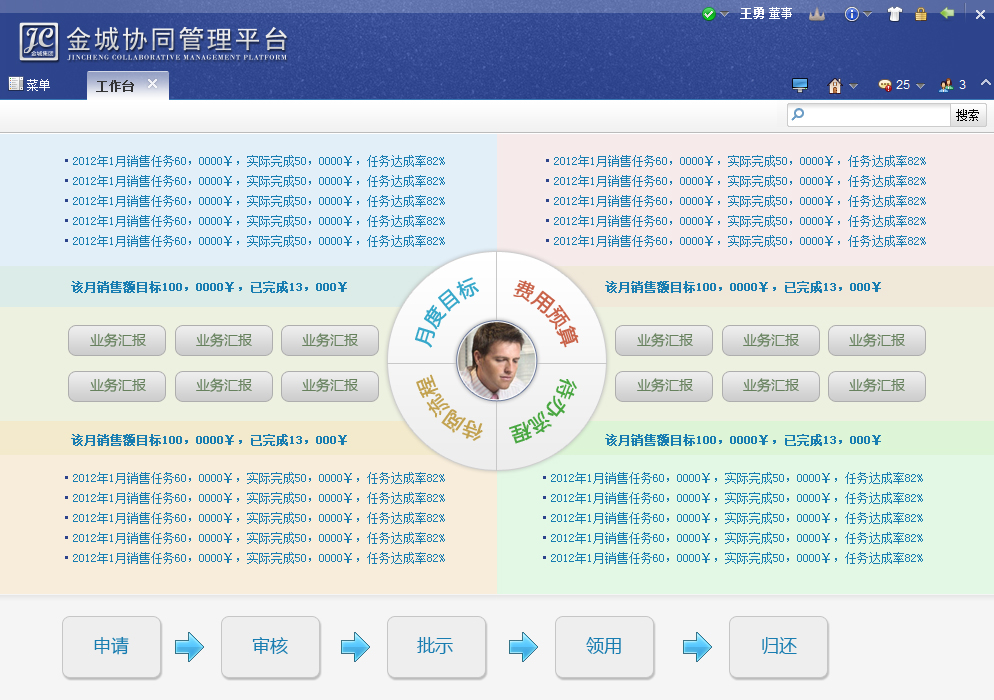 王勇 董事
JC
金城集团
金城协同管理平台
JINCHENG COLLABORATIVE MANAGEMENT PLATFORM
菜单
工作台
25
3
搜索
2012年1月销售任务60，0000￥，实际完成50，0000￥，任务达成率82%
2012年1月销售任务60，0000￥，实际完成50，0000￥，任务达成率82%
2012年1月销售任务60，0000￥，实际完成50，0000￥，任务达成率82%
2012年1月销售任务60，0000￥，实际完成50，0000￥，任务达成率82%
2012年1月销售任务60，0000￥，实际完成50，0000￥，任务达成率82%
2012年1月销售任务60，0000￥，实际完成50，0000￥，任务达成率82%
2012年1月销售任务60，0000￥，实际完成50，0000￥，任务达成率82%
2012年1月销售任务60，0000￥，实际完成50，0000￥，任务达成率82%
2012年1月销售任务60，0000￥，实际完成50，0000￥，任务达成率82%
2012年1月销售任务60，0000￥，实际完成50，0000￥，任务达成率82%
该月销售额目标100，0000￥，已完成13，000￥
该月销售额目标100，0000￥，已完成13，000￥
月度目标
费用预算
待阅流程
待办流程
业务汇报
业务汇报
业务汇报
业务汇报
业务汇报
业务汇报
业务汇报
业务汇报
业务汇报
业务汇报
业务汇报
业务汇报
该月销售额目标100，0000￥，已完成13，000￥
该月销售额目标100，0000￥，已完成13，000￥
2012年1月销售任务60，0000￥，实际完成50，0000￥，任务达成率82%
2012年1月销售任务60，0000￥，实际完成50，0000￥，任务达成率82%
2012年1月销售任务60，0000￥，实际完成50，0000￥，任务达成率82%
2012年1月销售任务60，0000￥，实际完成50，0000￥，任务达成率82%
2012年1月销售任务60，0000￥，实际完成50，0000￥，任务达成率82%
2012年1月销售任务60，0000￥，实际完成50，0000￥，任务达成率82%
2012年1月销售任务60，0000￥，实际完成50，0000￥，任务达成率82%
2012年1月销售任务60，0000￥，实际完成50，0000￥，任务达成率82%
2012年1月销售任务60，0000￥，实际完成50，0000￥，任务达成率82%
2012年1月销售任务60，0000￥，实际完成50，0000￥，任务达成率82%
申请
审核
批示
领用
归还